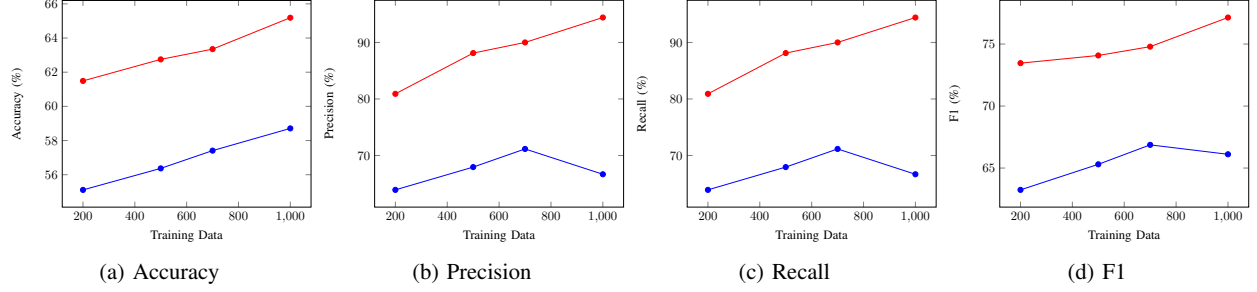 66
64
62
60
58
56
200 400 600 800 1,000
Training Data
Accuracy (%)
(a) Accuracy
90
80
70
200 400 600 800 1,000
Training Data
Precision (%)
(b) Precision
90
80
70
200 400 600 800 1,000
Training Data
Recall (%)
(c) Recall
75
70
65
200 400 600 800 1,000
Training Data
F1 (%)
(d) F1